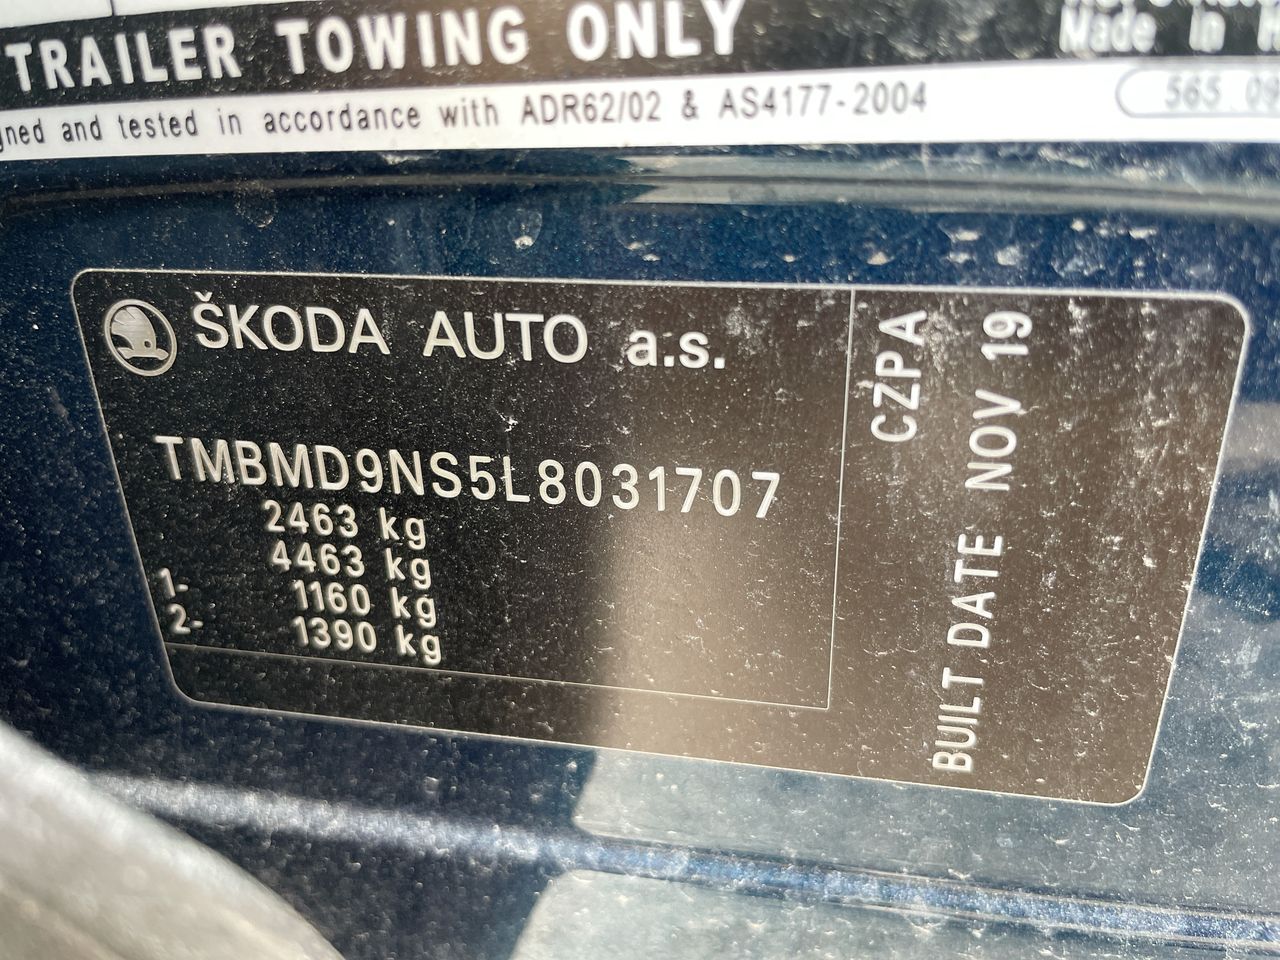 TRAILER TOWING ONLY
Made in
and tested in accordance with ADR62/02 & AS4177-2004
565 09
ŠKODA AUTO a.s.
TMBMD9NS5L8031707
2463 kg
4463 kg
1- 1160 kg
2- 1390 kg
CZPA
BUILT DATE NOV 19